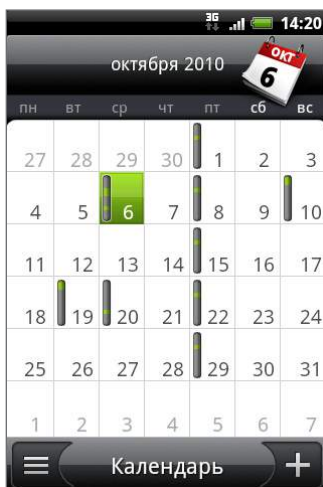 3G 14:20
октября 2010
ОКТ
6
пн вт ср чт пт сб вс
27 28 29 30 1 2 3
4 5 6 7 8 9 10
11 12 13 14 15 16 17
18 19 20 21 22 23 24
25 26 27 28 29 30 31
1 2 3 4 5 6 7
Календарь